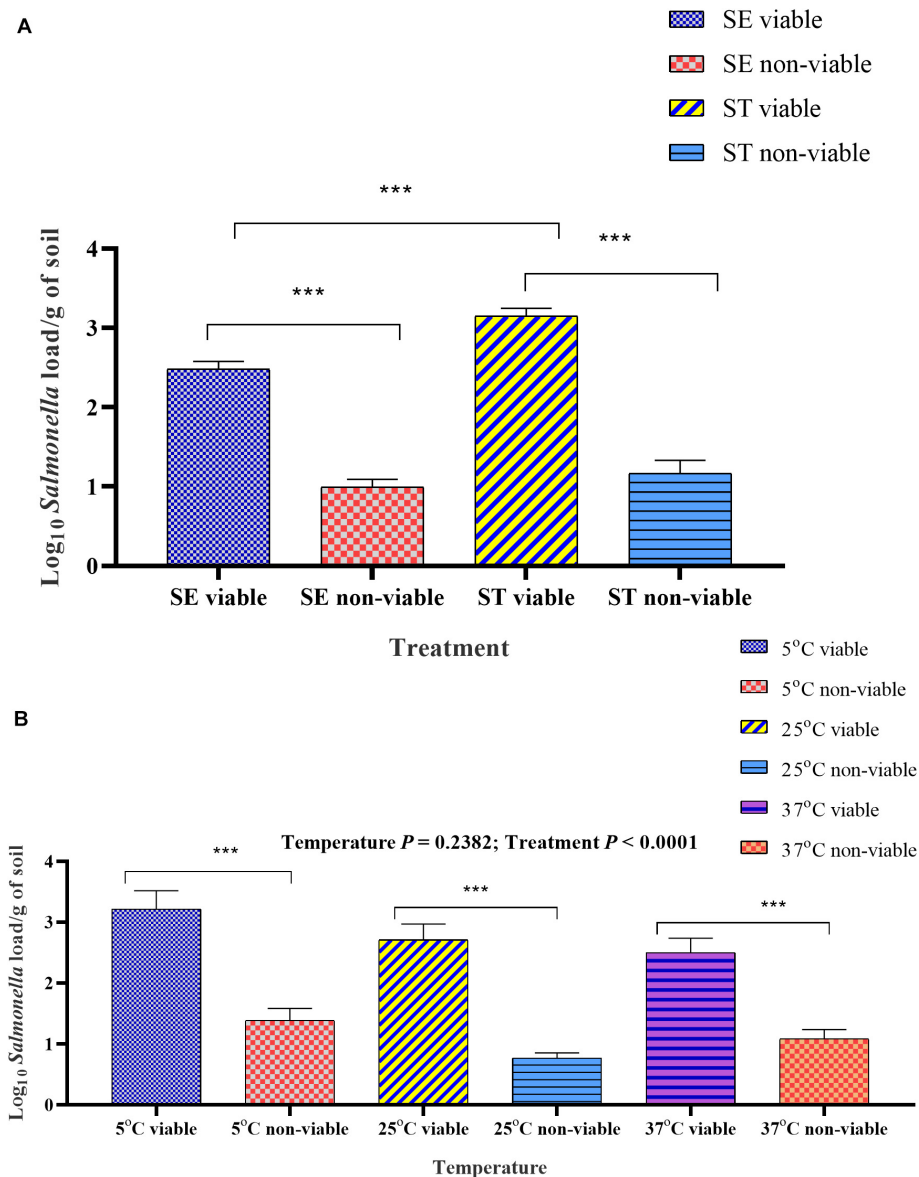 A
SE viable
SE non-viable
ST viable
ST non-viable
***
***
***
Log₁₀ Salmonella load/g of soil
4
3
2
1
0
SE viable SE non-viable ST viable ST non-viable
Treatment
B
5°C viable
5°C non-viable
25°C viable
25°C non-viable
37°C viable
37°C non-viable
Temperature P = 0.2382; Treatment P < 0.0001
***
***
***
Log₁₀ Salmonella load/g of soil
4
3
2
1
0
5°C viable 5°C non-viable 25°C viable 25°C non-viable 37°C viable 37°C non-viable
Temperature